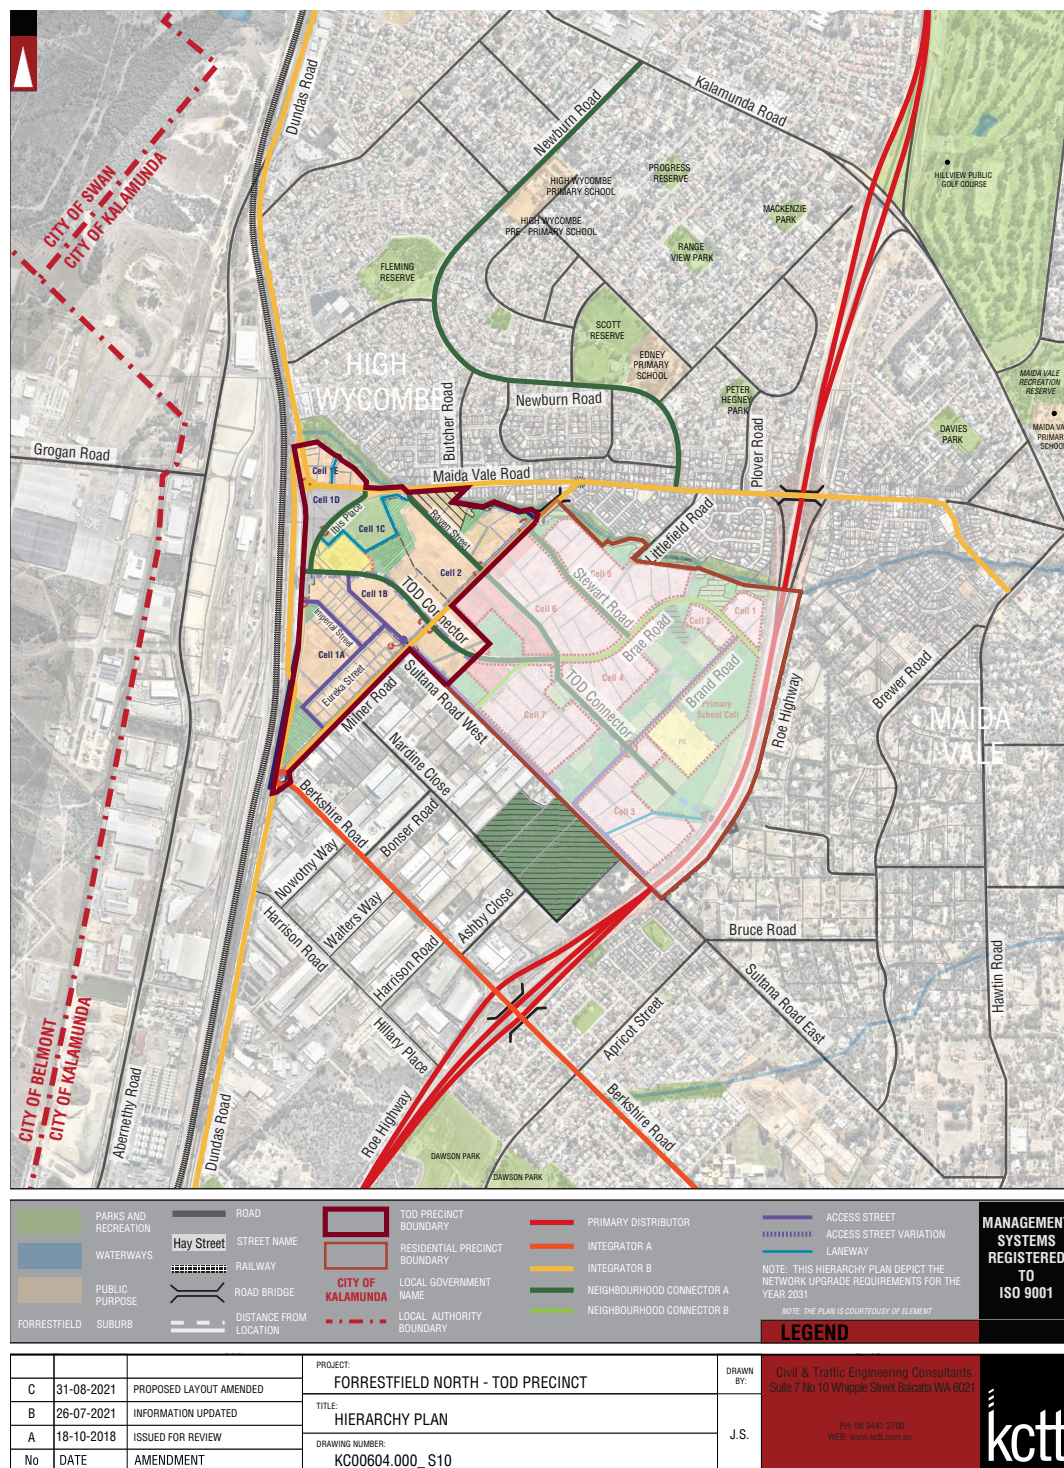 Dundas Road
Kalamunda Road
Newburn Road
CITY OF SWAN
CITY OF KALAMUNDA
PROGRESS
RESERVE
HIGH WYCOMBE
PRIMARY SCHOOL
HILLVIEW PUBLIC
GOLF COURSE
MACKENZIE
PARK
HIGH WYCOMBE
PRE - PRIMARY SCHOOL
RANGE
VIEW PARK
FLEMING
RESERVE
SCOTT
RESERVE
EDNEY
PRIMARY
SCHOOL
HIGH
COMBE
MAIDA VALE
RECREATION
RESERVE
PETER
HEGNEY
PARK
Newburn Road
Butcher Road
Plover Road
DAVIES
PARK
MAIDA VA
PRIMAR
SCHOO
Grogan Road
Maida Vale Road
Cell 1E
Cell 1D
Ibis Place
Cell 1C
Raven Street
Littlefield Road
Cell 2
Cell 5
Stewart Road
Cell 1B
TOD Connector
Cell 6
Cell 1
Cell 2
Imperial Street
Brae Road
Cell 1A
Eureka Street
Sultana Road West
Cell 4
TOD Connector
Brand Road
Brewer Road
Milner Road
Cell 7
Primary
School Cell
PS
Roe Highway
MAIDA
LE
Nardine Close
Berkshire Road
Bonser Road
Cell 3
Nowotny Way
Walters Way
Ashby Close
Harrison Road
Harrison Road
Bruce Road
Sultana Road East
Hawtin Road
Hillary Place
Apricot Street
CITY OF BELMONT
CITY OF KALAMUNDA
Abernethy Road
Dundas Road
Roe Highway
Berkshire Road
DAWSON PARK
DAWSON PARK
PARKS AND
RECREATION
WATERWAYS
PUBLIC
PURPOSE
FORRESTFIELD SUBURB
ROAD
Hay Street STREET NAME
RAILWAY
ROAD BRIDGE
DISTANCE FROM
LOCATION
TOD PRECINCT
BOUNDARY
RESIDENTIAL PRECINCT
BOUNDARY
CITY OF
KALAMUNDA
LOCAL GOVERNMENT
NAME
LOCAL AUTHORITY
BOUNDARY
PRIMARY DISTRIBUTOR
INTEGRATOR A
INTEGRATOR B
NEIGHBOURHOOD CONNECTOR A
NEIGHBOURHOOD CONNECTOR B
ACCESS STREET
ACCESS STREET VARIATION
LANEWAY
NOTE: THIS HIERARCHY PLAN DEPICT THE
NETWORK UPGRADE REQUIREMENTS FOR THE
YEAR 2031
NOTE: THE PLAN IS COURTEOUSY OF ELEMENT
LEGEND
MANAGEMENT
SYSTEMS
REGISTERED
TO
ISO 9001
C 31-08-2021 PROPOSED LAYOUT AMENDED
B 26-07-2021 INFORMATION UPDATED
A 18-10-2018 ISSUED FOR REVIEW
No DATE AMENDMENT
PROJECT:
FORRESTFIELD NORTH - TOD PRECINCT
TITLE:
HIERARCHY PLAN
DRAWING NUMBER:
KC00604.000_S10
DRAWN
BY:
J.S.
Civil & Traffic Engineering Consultants
Suite 7 No 10 Whipple Street Balcatta WA 6021
PH: 08 9441 2700
WEB: www.kctt.com.au
kctt